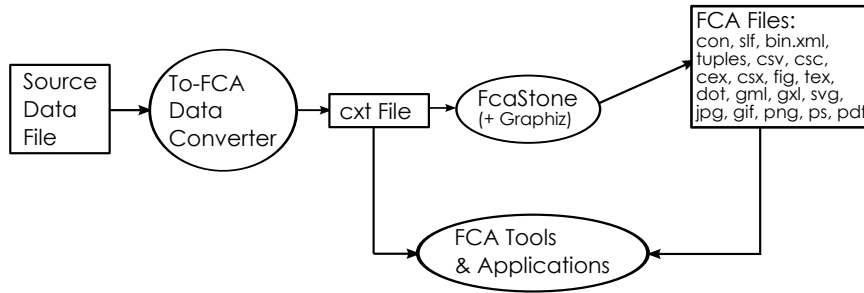 Source
Data
File
To-FCA
Data
Converter
cxt File
FcaStone
(+ Graphiz)
FCA Files:
con, slf, bin.xml,
tuples, csv, csc,
cex, csx, fig, tex,
dot, gml, gxl, svg,
jpg, gif, png, ps, pdf
FCA Tools
& Applications